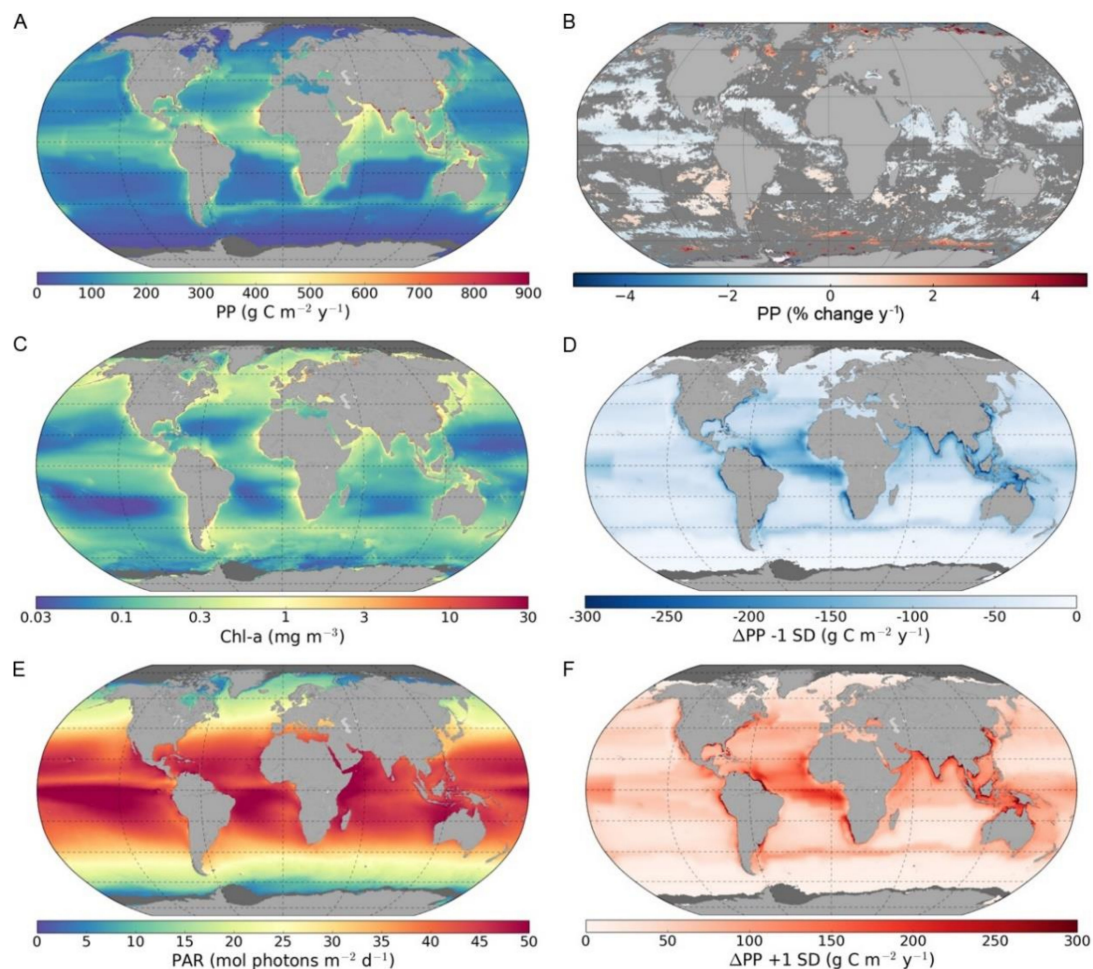 A
B
0 100 200 300 400 500 600 700 800 900
PP (g C m⁻² y⁻¹)
−4 −2 0 2 4
PP (% change y⁻¹)
C
D
0.03 0.1 0.3 1 3 10 30
Chl-a (mg m⁻³)
-300 -250 -200 -150 -100 -50 0
ΔPP -1 SD (g C m⁻² y⁻¹)
E
F
0 5 10 15 20 25 30 35 40 45 50
PAR (mol photons m⁻² d⁻¹)
0 50 100 150 200 250 300
ΔPP +1 SD (g C m⁻² y⁻¹)